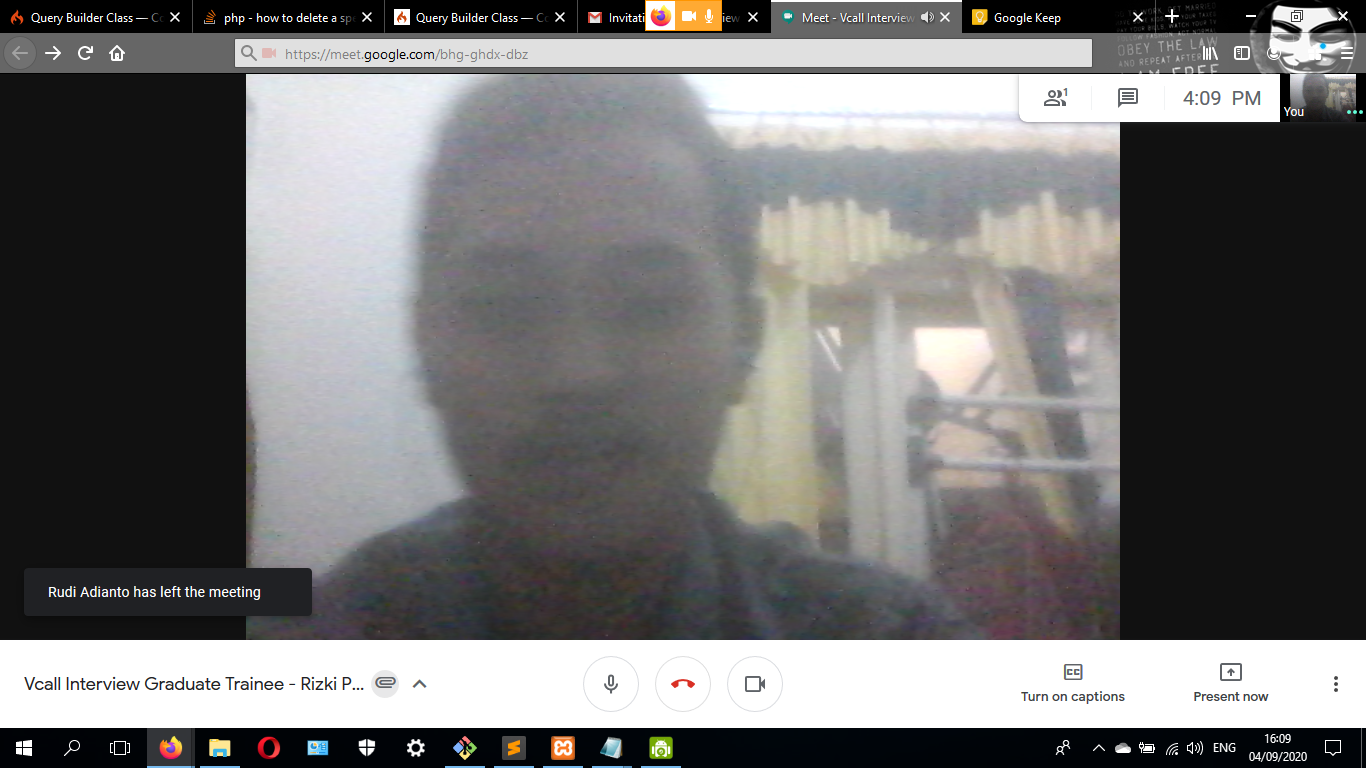 Query Builder Class — Co
php - how to delete a spe
Query Builder Class — Co
Invitati
iew
Meet - Vcall Interview
Google Keep
https://meet.google.com/bhg-ghdx-dbz
OBEY THE LAW
AND REPEAT AFTER
I AM FREE
1
4:09 PM
You
Rudi Adianto has left the meeting
Vcall Interview Graduate Trainee - Rizki P...
Turn on captions
Present now
ENG
16:09
04/09/2020